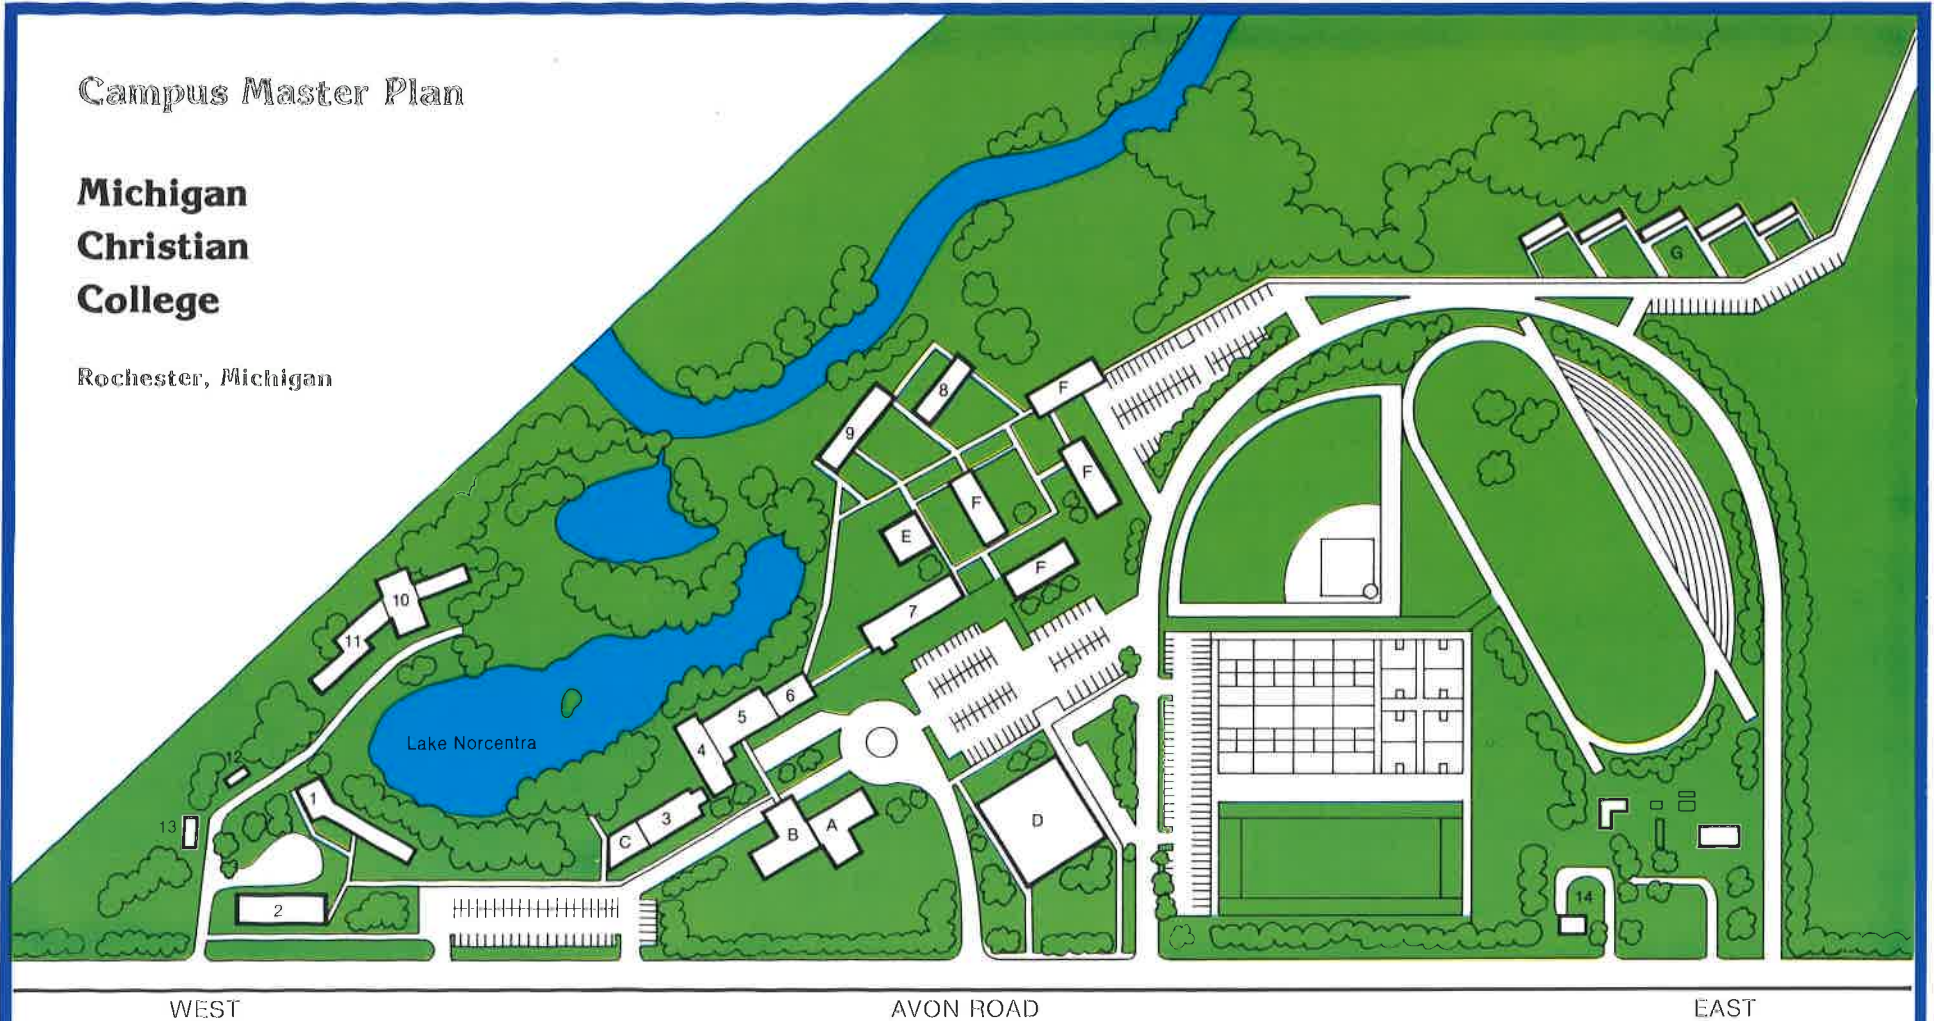 Campus Master Plan
Michigan
Christian
College
Rochester, Michigan
G
8
F
9
F
F
E
F
10
7
11
6
5
Lake Norcentra
4
12
1
3
D
13
A
B
C
14
2
WEST
AVON ROAD
EAST